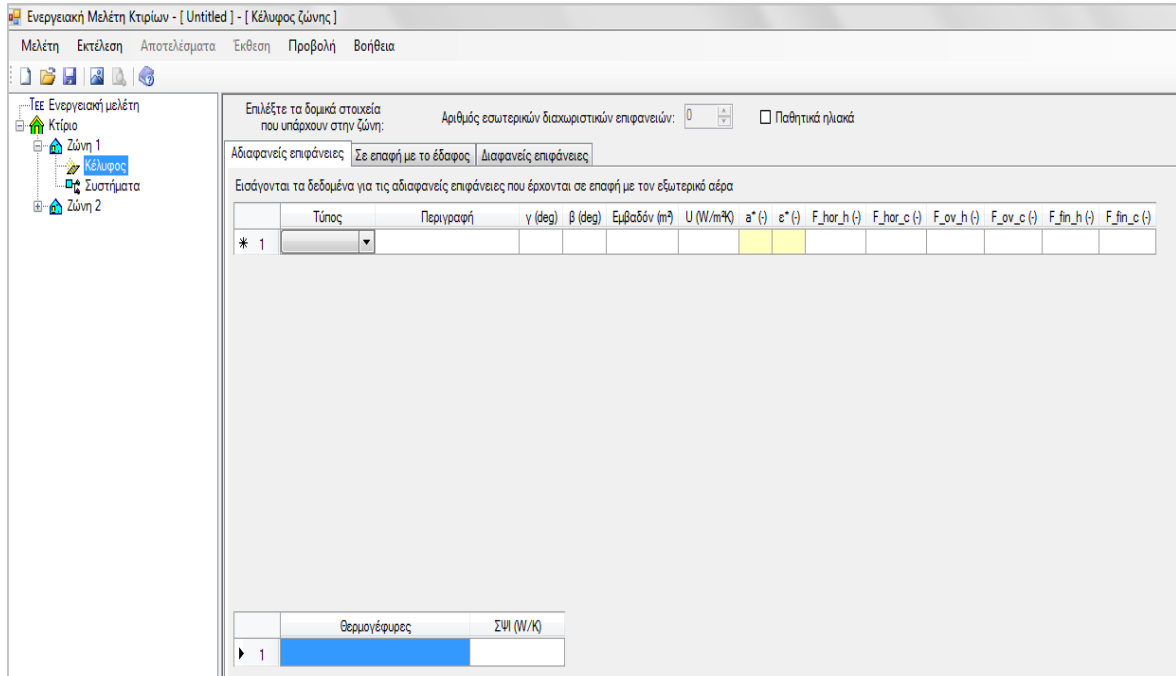 Ενεργειακή Μελέτη Κτιρίων - [ Untitled ] - [ Κέλυφος ζώνης ]
Μελέτη Εκτέλεση Αποτελέσματα Έκθεση Προβολή Βοήθεια
ΤΕΕ Ενεργειακή μελέτη
Κτίριο
Ζώνη 1
Κέλυφος
Συστήματα
Ζώνη 2
Επιλέξτε τα δομικά στοιχεία
που υπάρχουν στην ζώνη:
Αριθμός εσωτερικών διαχωριστικών επιφανειών: 0
Παθητικά ηλιακά
Αδιαφανείς επιφάνειες Σε επαφή με το έδαφος Διαφανείς επιφάνειες
Εισάγονται τα δεδομένα για τις αδιαφανείς επιφάνειες που έρχονται σε επαφή με τον εξωτερικό αέρα
Τύπος Περιγραφή γ (deg) β (deg) Εμβαδόν (m²) U (W/m²K) a* (-) ε* (-) F_hor_h (-) F_hor_c (-) F_ov_h (-) F_ov_c (-) F_fin_h (-) F_fin_c (-)
* 1
Θερμογέφυρες ΣΨl (W/K)
1